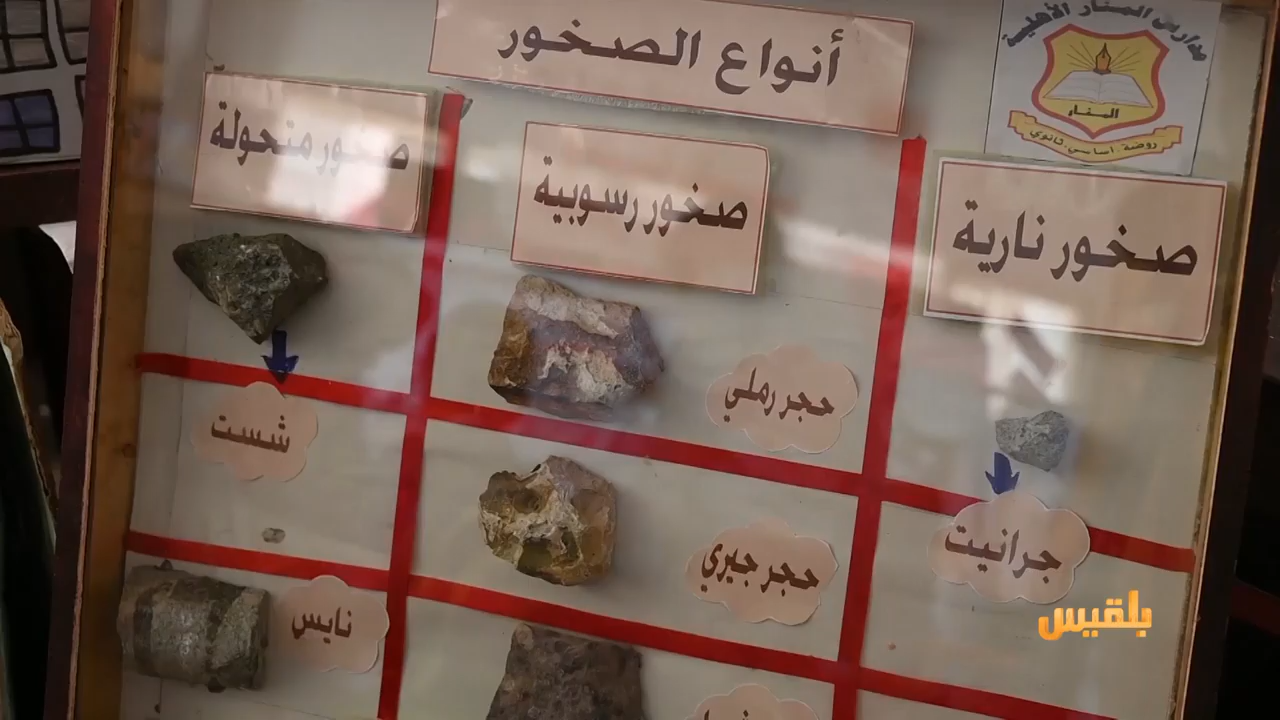 مدارس المنار الأهلية
المنار
روضة. اساسي. ثانوي
أنواع الصخور
صخور نارية
صخور رسوبية
صخور متحولة
حجر رملي
شست
جرانيت
حجر جيري
نايس
بلقيس